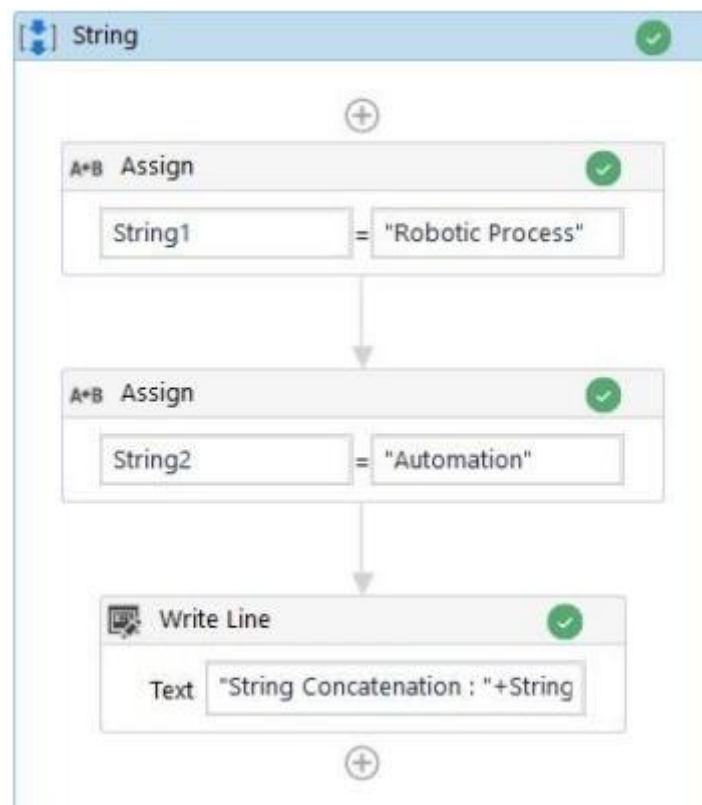 String
A+B Assign
String1 = "Robotic Process"
A+B Assign
String2 = "Automation"
Write Line
Text "String Concatenation : "+String